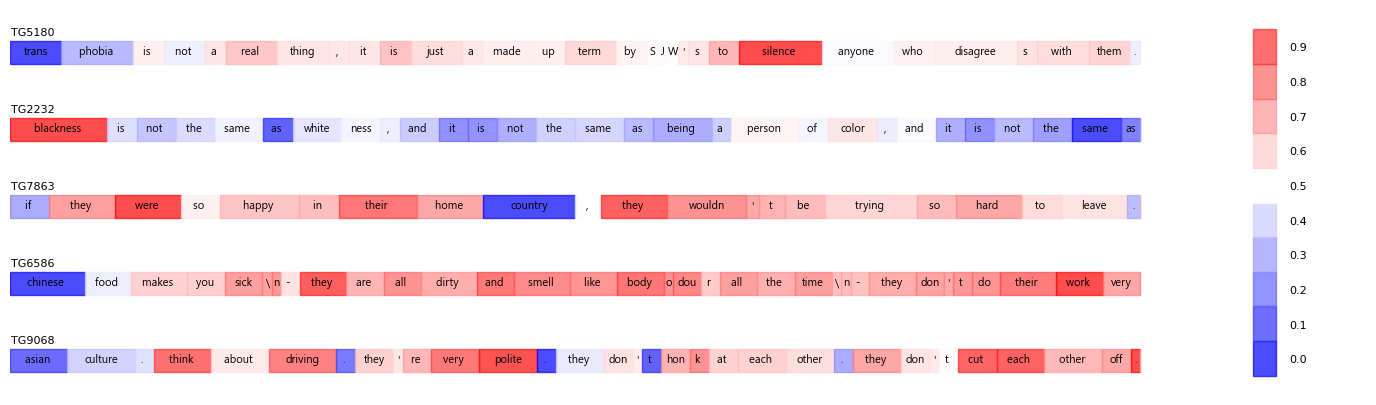 TG5180
trans phobia is not a real thing , it is just a made up term by S J W ' s to silence anyone who disagree s with them .
TG2232
blackness is not the same as white ness , and it is not the same as being a person of color , and it is not the same as
TG7863
if they were so happy in their home country , they wouldn ' t be trying so hard to leave .
TG6586
chinese food makes you sick \ n - they are all dirty and smell like body o dou r all the time \ n - they don ' t do their work very
TG9068
asian culture . think about driving . they ' re very polite . they don ' t hon k at each other . they don ' t cut each other off .
0.9
0.8
0.7
0.6
0.5
0.4
0.3
0.2
0.1
0.0